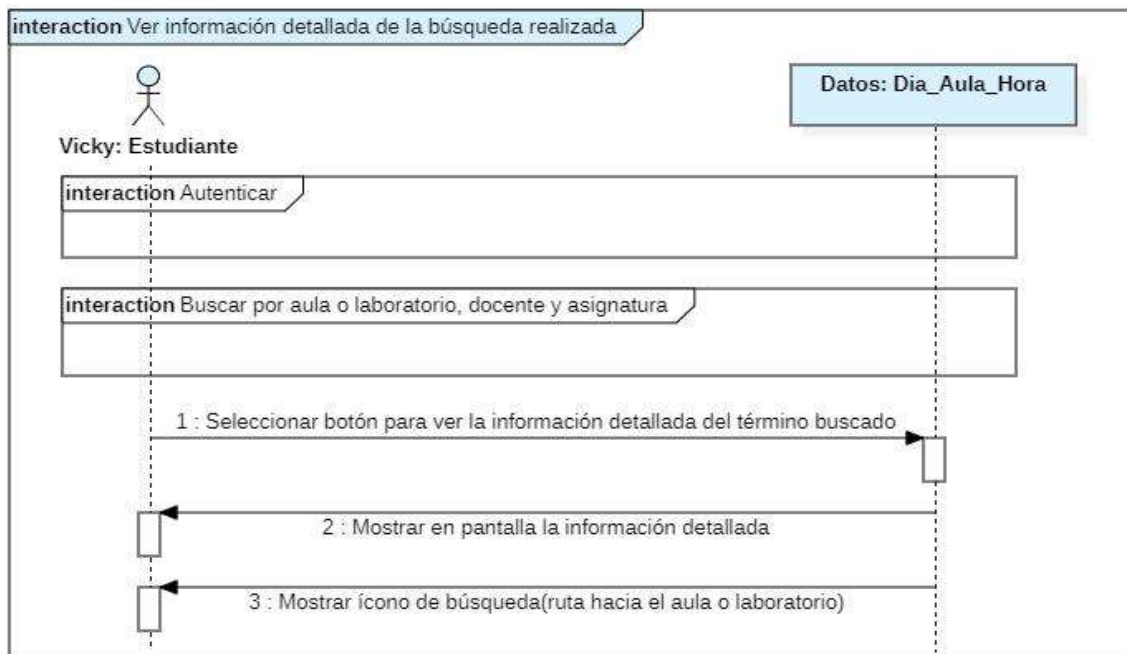 interaction Ver información detallada de la búsqueda realizada
Datos: Dia_Aula_Hora
Vicky: Estudiante
interaction Autenticar
interaction Buscar por aula o laboratorio, docente y asignatura
1 : Seleccionar botón para ver la información detallada del término buscado
2 : Mostrar en pantalla la información detallada
3 : Mostrar ícono de búsqueda(ruta hacia el aula o laboratorio)